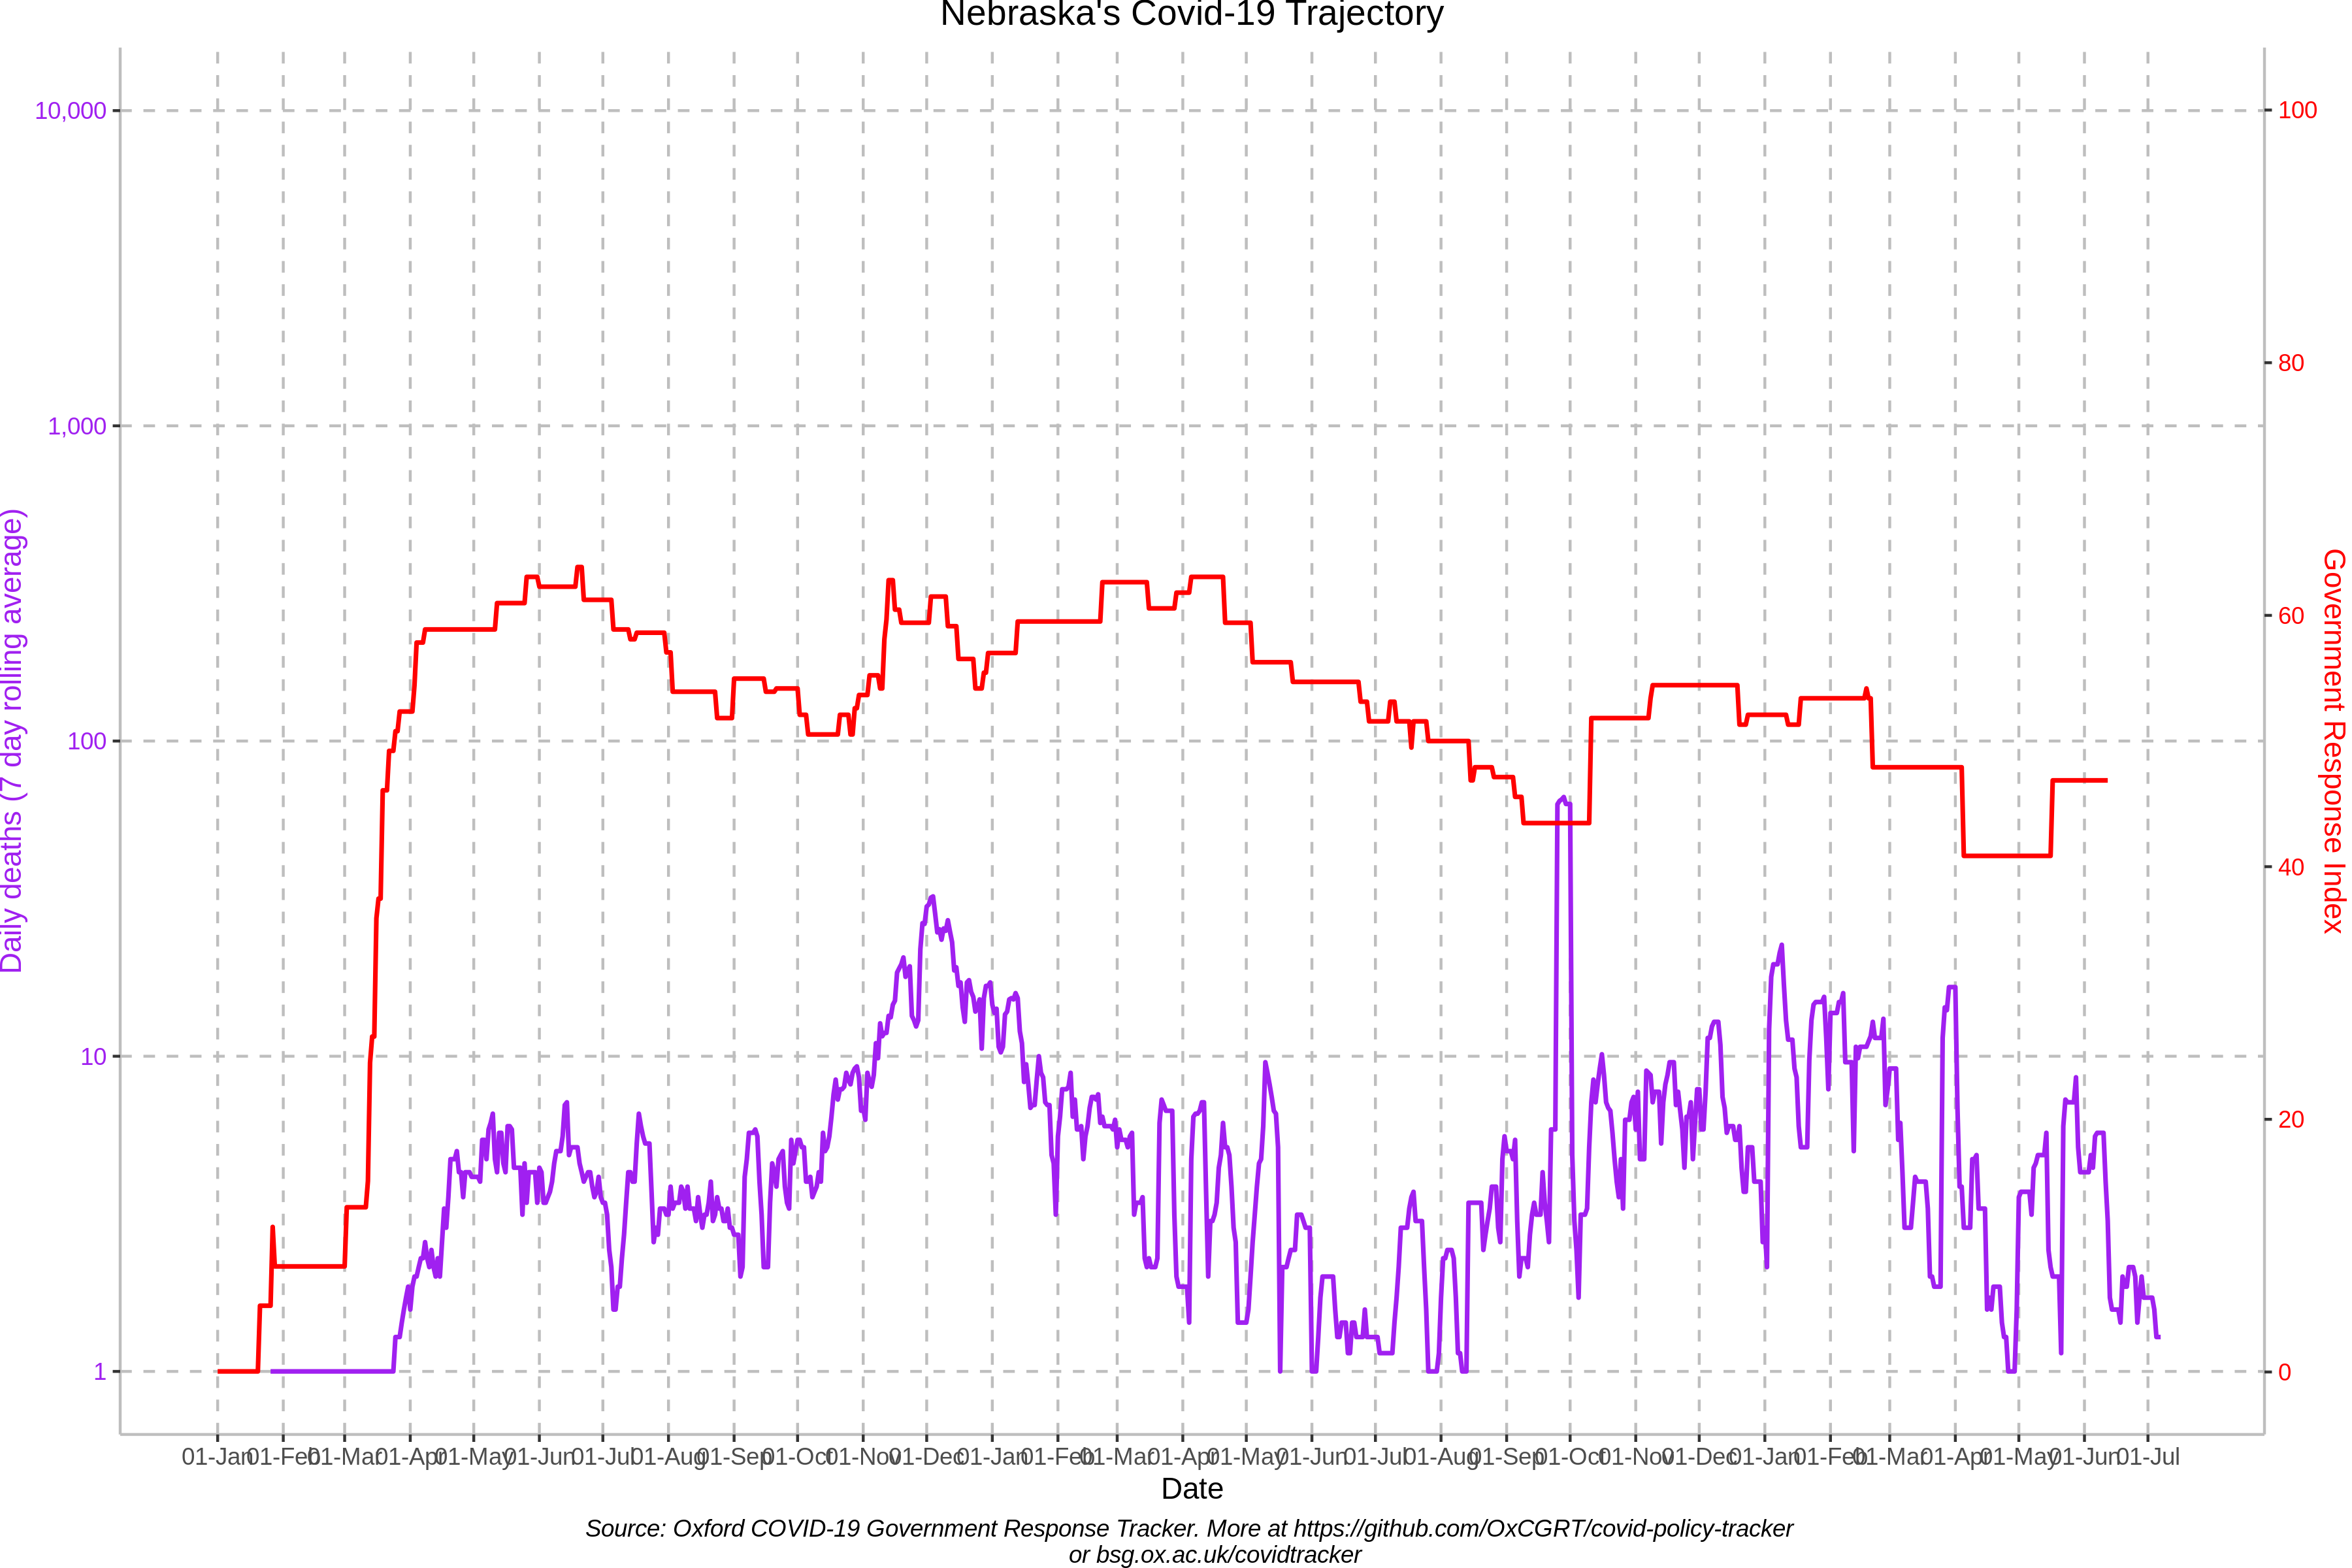 Nebraska's Covid-19 Trajectory
10,000
1,000
100
10
1
Daily deaths (7 day rolling average)
100
80
60
40
20
0
Government Response Index
01-Jan 01-Feb 01-Mar 01-Apr 01-May 01-Jun 01-Jul 01-Aug 01-Sep 01-Oct 01-Nov 01-Dec 01-Jan 01-Feb 01-Mar 01-Apr 01-May 01-Jun 01-Jul 01-Aug 01-Sep 01-Oct 01-Nov 01-Dec 01-Jan 01-Feb 01-Mar 01-Apr 01-May 01-Jun 01-Jul
Date
Source: Oxford COVID-19 Government Response Tracker. More at https://github.com/OxCGRT/covid-policy-tracker
or bsg.ox.ac.uk/covidtracker